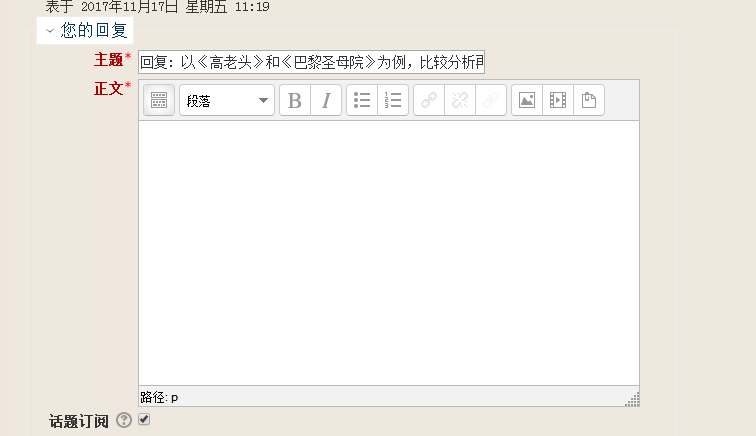 表于 2017年11月17日 星期五 11:19
您的回复
主题*
回复：以《高老头》和《巴黎圣母院》为例，比较分析
正文*
段落
B I
路径: p
话题订阅